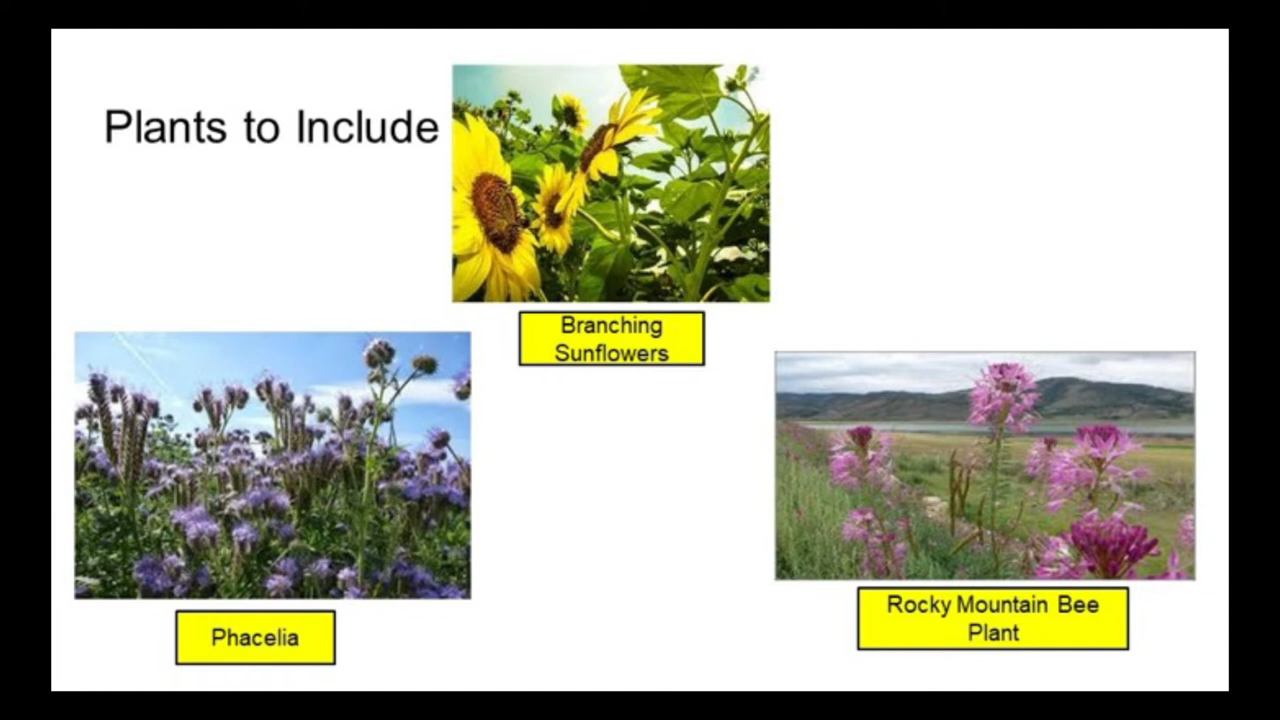 Plants to Include
Branching
Sunflowers
Phacelia
Rocky Mountain Bee
Plant